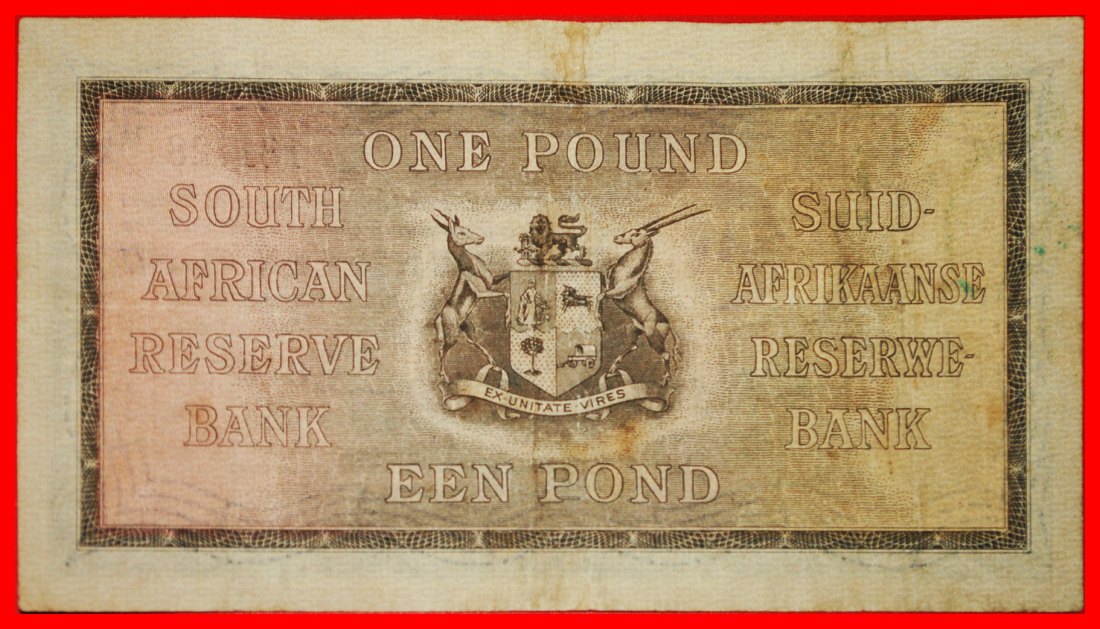 ONE POUND
SOUTH
AFRICAN
RESERVE
BANK
SUID-
AFRIKAANSE
RESERWE-
BANK
EX·UNITATE·VIRES
EEN POND